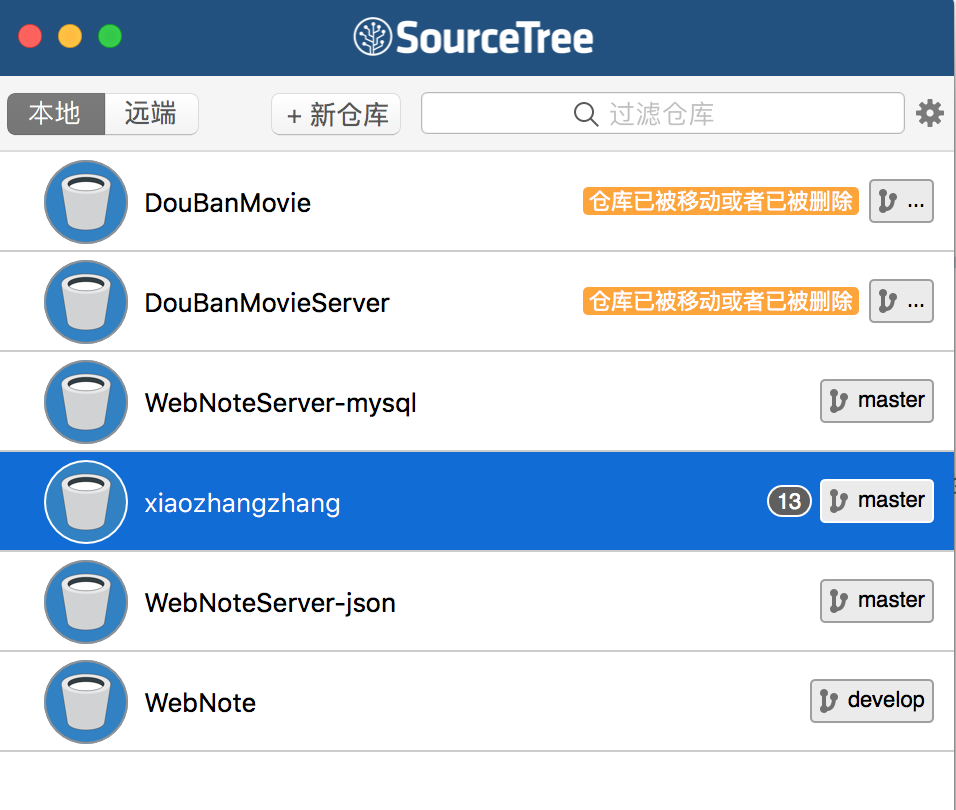 SourceTree
本地 远端 + 新仓库 过滤仓库
DouBanMovie 仓库已被移动或者已被删除 ...
DouBanMovieServer 仓库已被移动或者已被删除 ...
WebNoteServer-mysql master
xiaozhangzhang 13 master
WebNoteServer-json master
WebNote develop